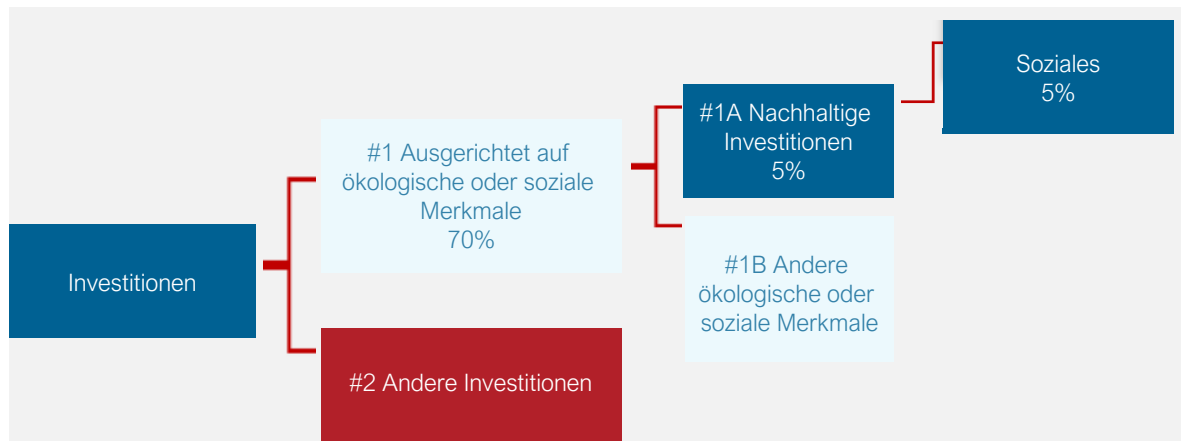 Investitionen
#1 Ausgerichtet auf
ökologische oder soziale
Merkmale
70%
#2 Andere Investitionen
#1A Nachhaltige
Investitionen
5%
#1B Andere
ökologische oder
soziale Merkmale
Soziales
5%